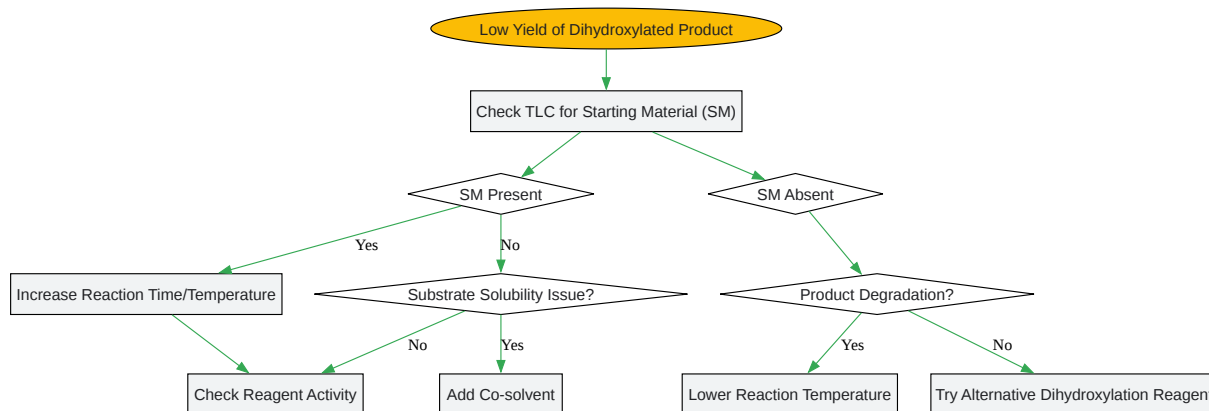 Low Yield of Dihydroxylated Product
Check TLC for Starting Material (SM)
SM Present
SM Absent
Yes
No
Increase Reaction Time/Temperature
Substrate Solubility Issue?
Product Degradation?
No
Yes
Yes
No
Check Reagent Activity
Add Co-solvent
Lower Reaction Temperature
Try Alternative Dihydroxylation Reagent